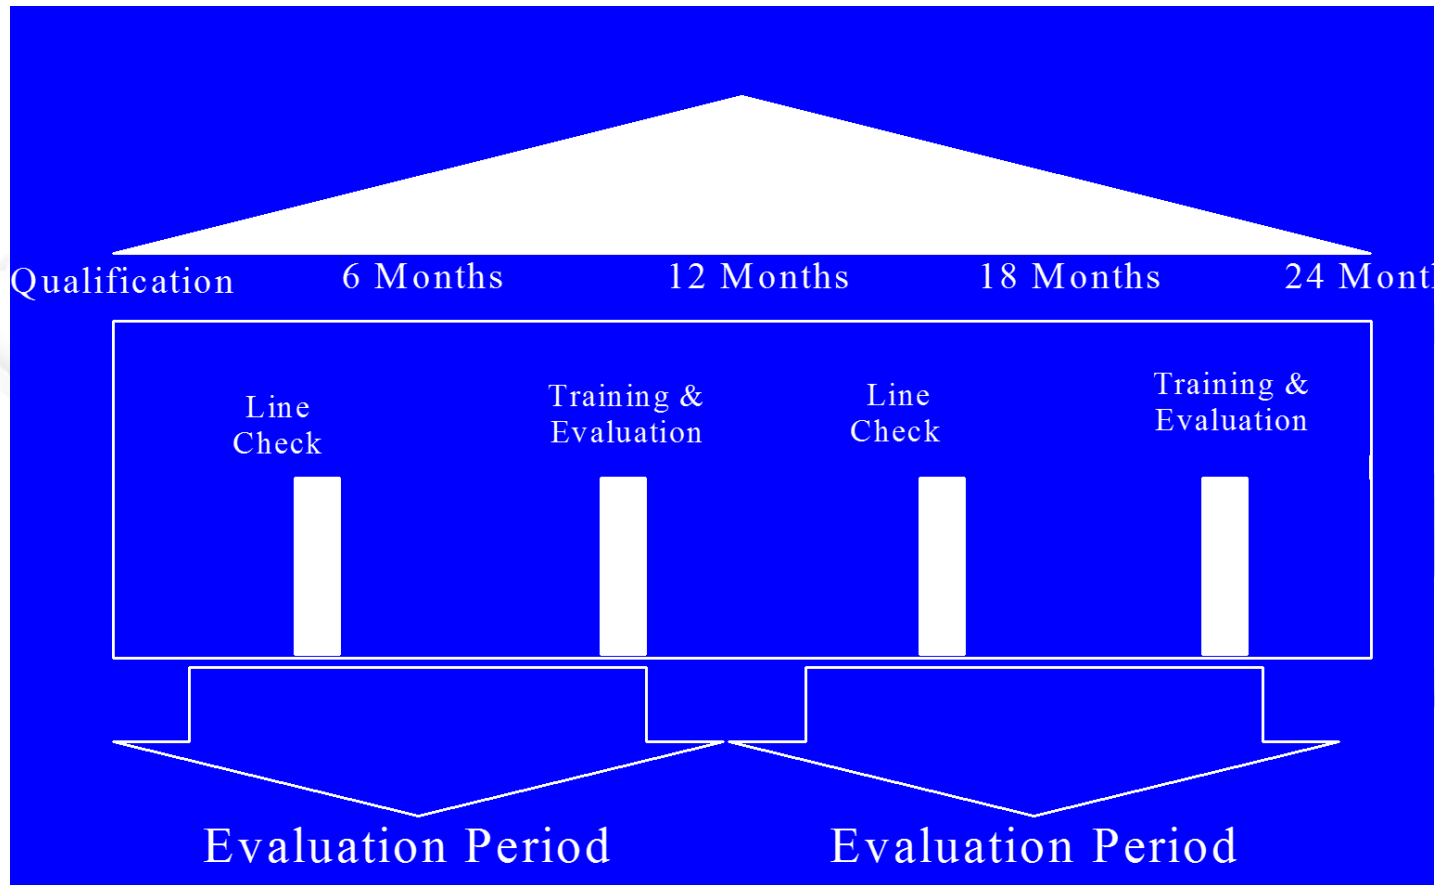 Qualification
6 Months
12 Months
18 Months
24 Mont
Line
Check
Training &
Evaluation
Line
Check
Training &
Evaluation
Evaluation Period
Evaluation Period